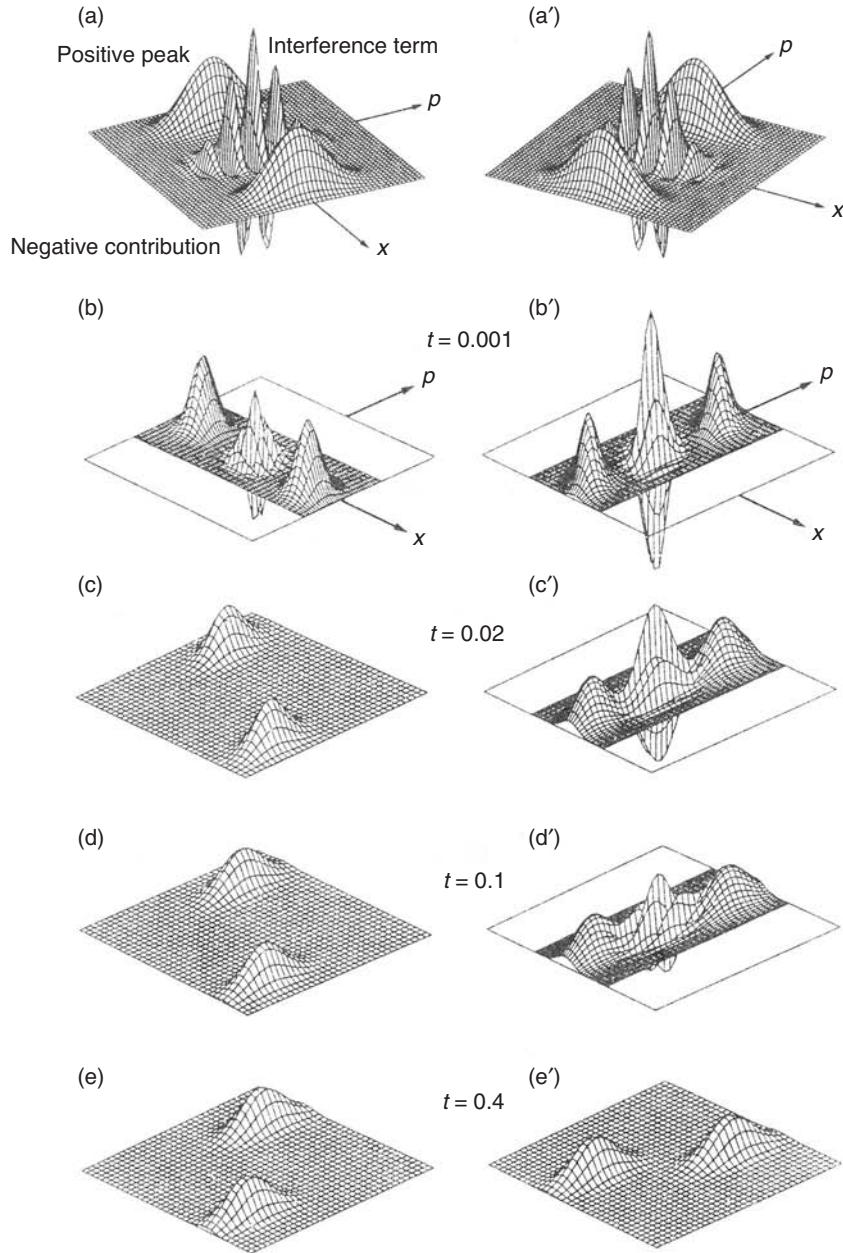 (a)
(a′)
Positive peak
Interference term
p
p
x
x
Negative contribution
(b)
(b′)
t = 0.001
p
p
x
x
(c)
(c′)
t = 0.02
(d)
(d′)
t = 0.1
(e)
(e′)
t = 0.4